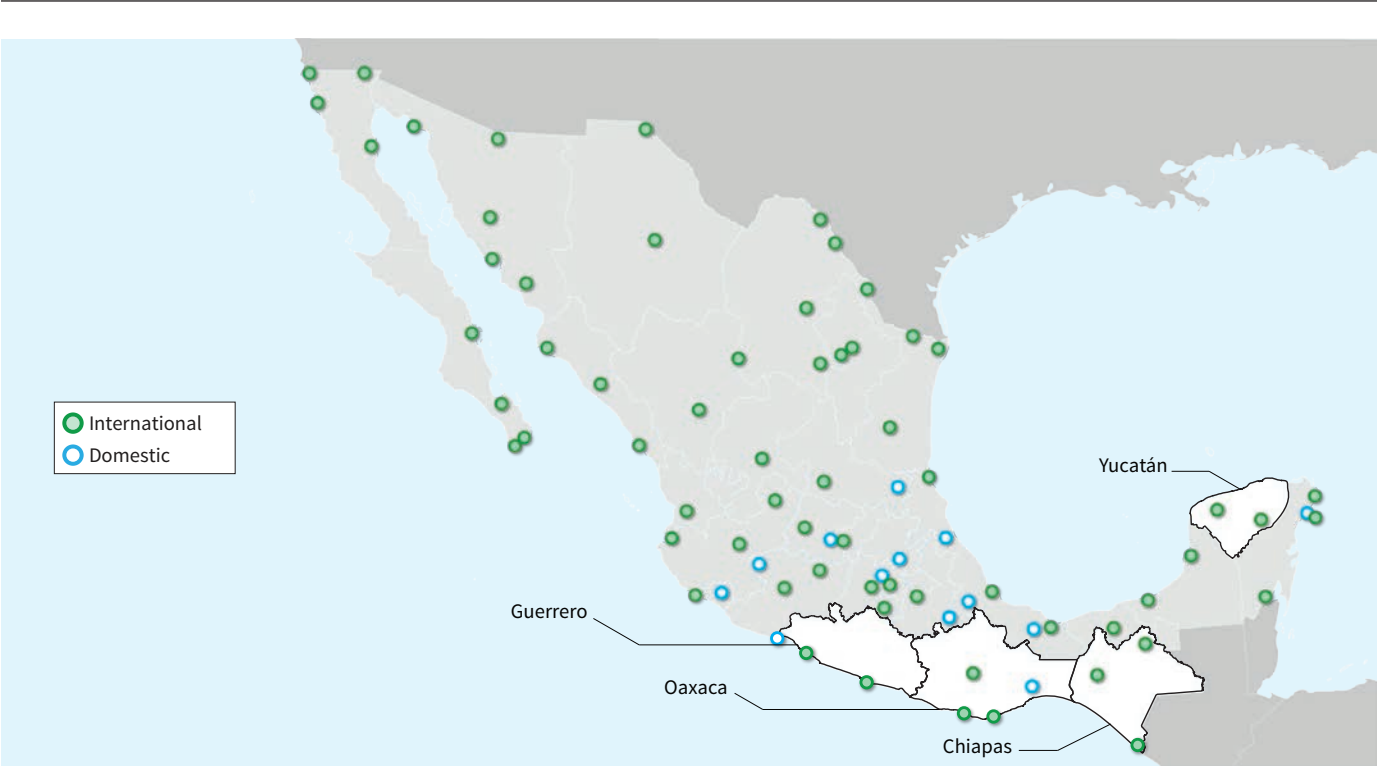 International
Domestic
Yucatán
Guerrero
Oaxaca
Chiapas